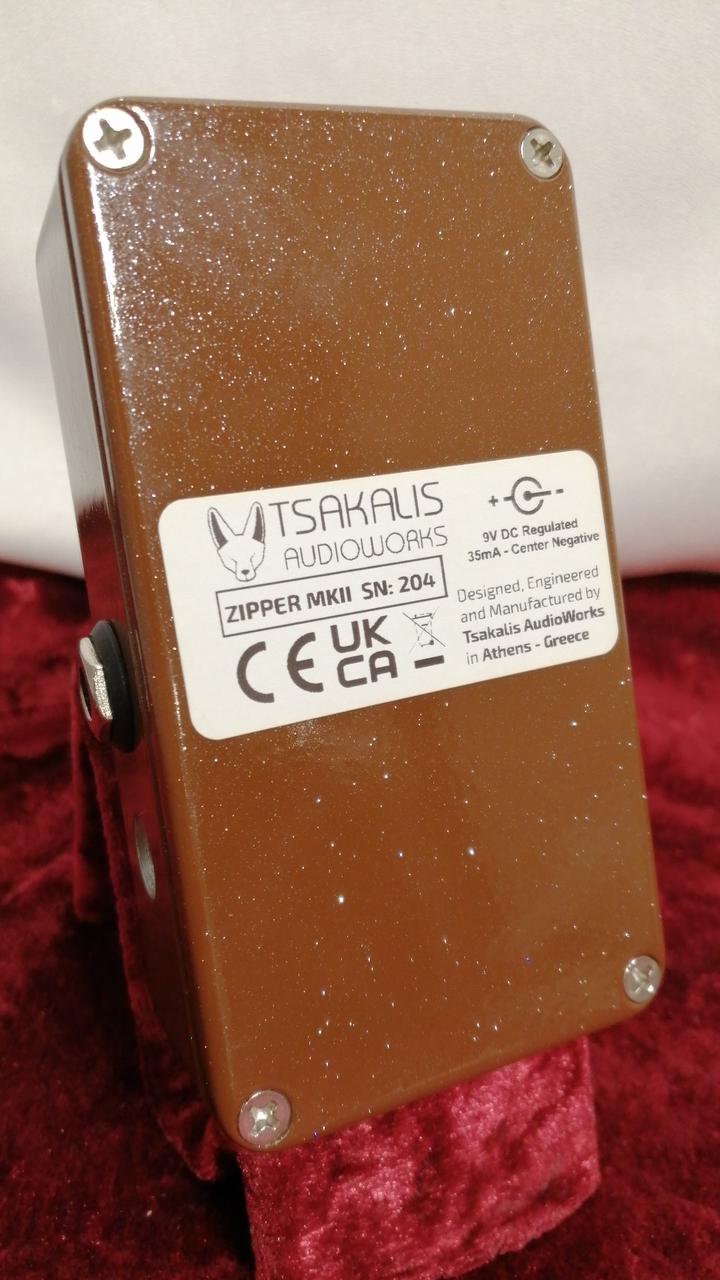 TSAKALIS
AUDIOWORKS
ZIPPER MKII SN: 204
CE UK
CA
+ -
9V DC Regulated
35mA - Center Negative
Designed, Engineered
and Manufactured by
Tsakalis AudioWorks
in Athens - Greece